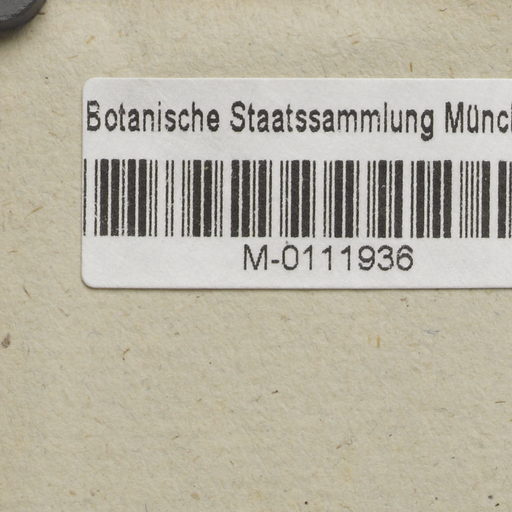 Botanische Staatssammlung Münc
M-0111936